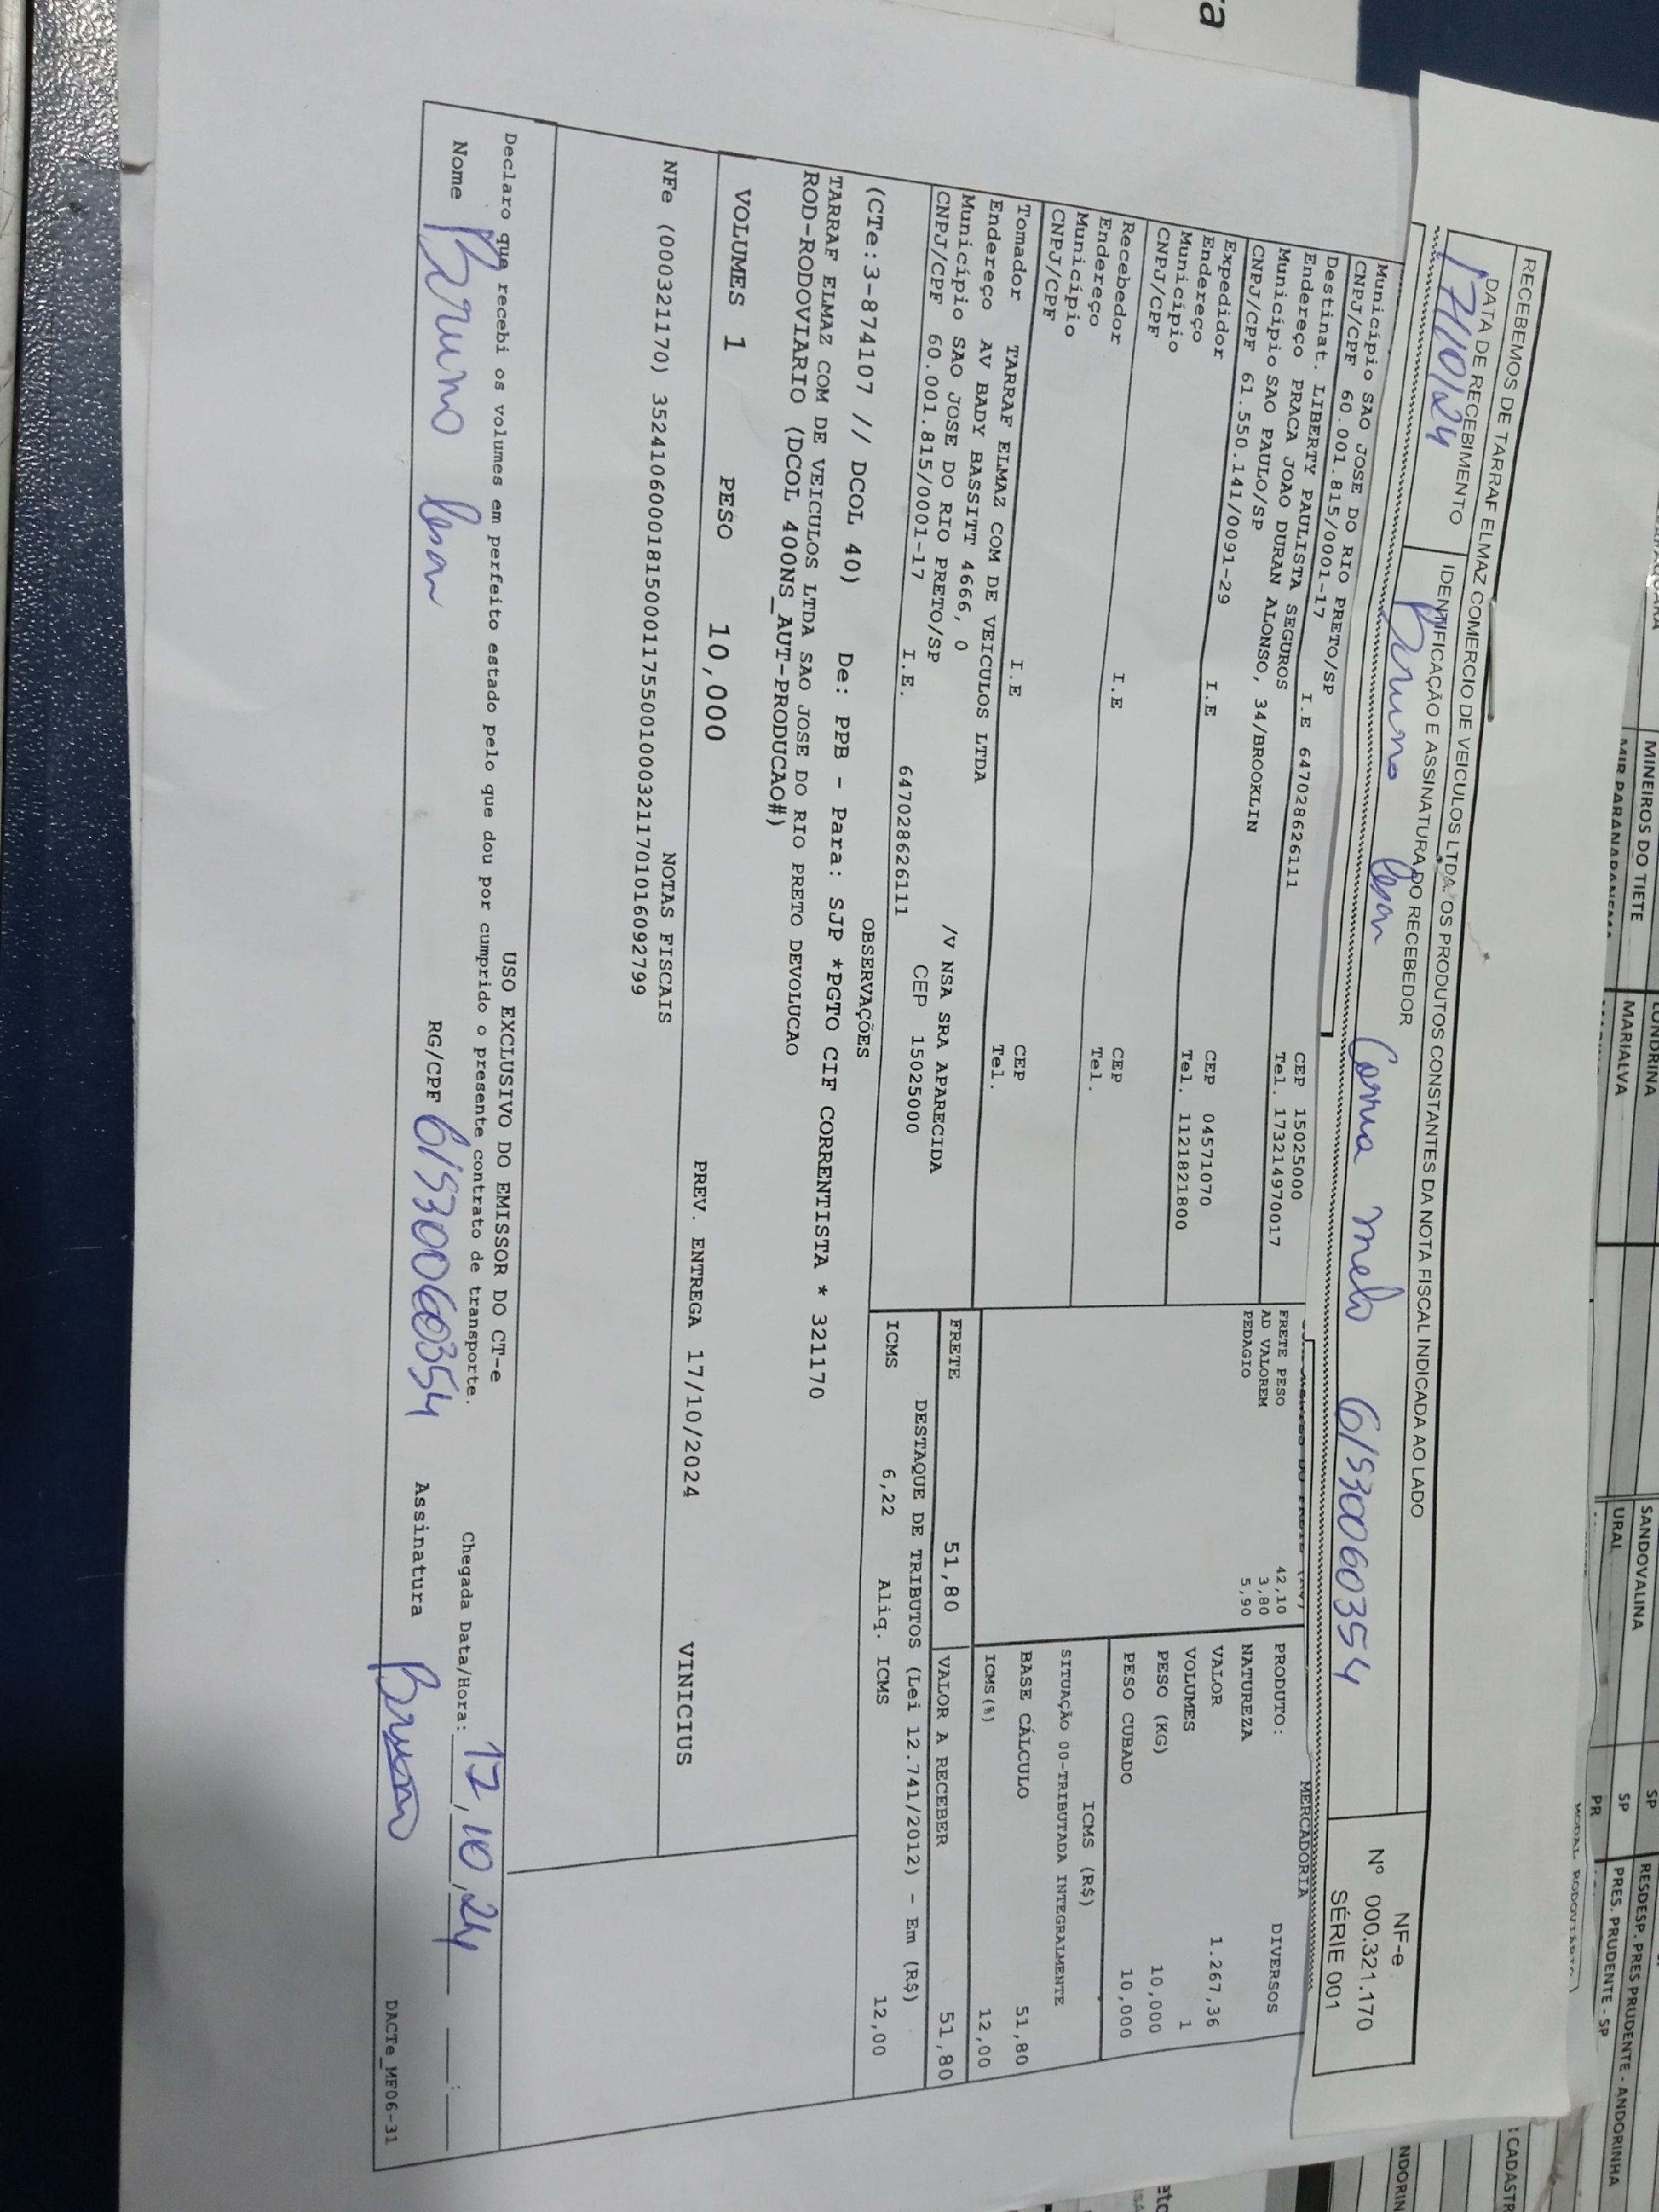 RECEBEMOS DE TARRAF ELMAZ COMERCIO DE VEICULOS LTDA. OS PRODUTOS CONSTANTES DA NOTA FISCAL INDICADA AO LADO
DATA DE RECEBIMENTO IDENTIFICAÇÃO E ASSINATURA DO RECEBEDOR
17/10/24 Bruno Cesar Correa Melo 61530060354
NF-e
Nº 000.321.170
SÉRIE 001
Município SAO JOSE DO RIO PRETO/SP CEP 15025000
CNPJ/CPF 60.001.815/0001-17 I.E 647028626111 Tel. 173214970017
Destinat. LIBERTY PAULISTA SEGUROS
Endereço PRACA JOAO DURAN ALONSO, 34/BROOKLIN
Município SAO PAULO/SP CEP 04571070
CNPJ/CPF 61.550.141/0091-29 I.E Tel. 1121821800
Expedidor
Endereço
Município CEP
CNPJ/CPF I.E Tel.
Recebedor
Endereço
Município CEP
CNPJ/CPF I.E Tel.
Tomador TARRAF ELMAZ COM DE VEICULOS LTDA
Endereço AV BADY BASSITT 4666, 0 /V NSA SRA APARECIDA
Município SAO JOSE DO RIO PRETO/SP CEP 15025000
CNPJ/CPF 60.001.815/0001-17 I.E. 647028626111
FRETE PESO 42,10
AD VALOREM 3,80
PEDAGIO 5,90
MERCADORIA
PRODUTO: DIVERSOS
NATUREZA
VALOR 1.267,36
VOLUMES 1
PESO (KG) 10,000
PESO CUBADO 10,000
ICMS (R$)
SITUAÇÃO 00-TRIBUTADA INTEGRALMENTE
BASE CÁLCULO 51,80
ICMS(%) 12,00
FRETE 51,80 VALOR A RECEBER 51,80
DESTAQUE DE TRIBUTOS (Lei 12.741/2012) - Em (R$)
ICMS 6,22 Aliq. ICMS 12,00
OBSERVAÇÕES
(CTe:3-874107 // DCOL 40) De: PPB - Para: SJP *PGTO CIF CORRENTISTA * 321170
TARRAF ELMAZ COM DE VEICULOS LTDA SAO JOSE DO RIO PRETO DEVOLUCAO
ROD-RODOVIARIO (DCOL 400NS_AUT-PRODUCAO#)
VOLUMES 1 PESO 10,000 PREV. ENTREGA 17/10/2024 VINICIUS
NOTAS FISCAIS
NFe (000321170) 35241060001815000117550010003211701016092799
USO EXCLUSIVO DO EMISSOR DO CT-e
Declaro que recebi os volumes em perfeito estado pelo que dou por cumprido o presente contrato de transporte.
Chegada Data/Hora: 17,10,24
Nome Bruno Cesar RG/CPF 61530060354 Assinatura Bruno
DACTe_MF06-31
MINEIROS DO TIETE
MARIALVA
SANDOVALINA
URAI
SP
SP
PR
RESDESP. PRES PRUDENTE - ANDORINHA
PRES. PRUDENTE - SP